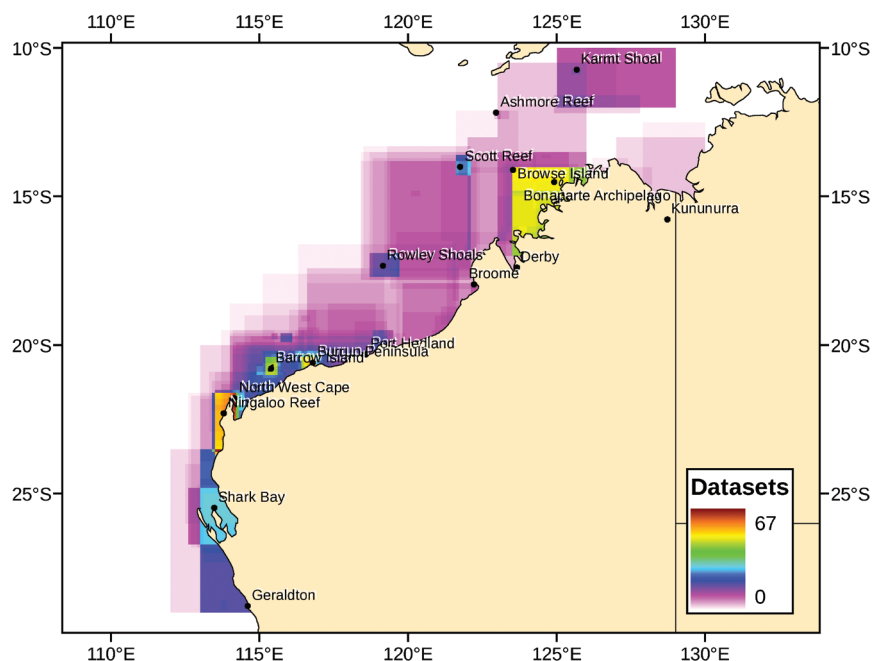 110°E 115°E 120°E 125°E 130°E
10°S 10°S
Karmt Shoal
Ashmore Reef
Scott Reef
Browse Island
15°S 15°S
Bonaparte Archipelago
Kununurra
Rowley Shoals
Derby
Broome
20°S 20°S
Port Hedland
Burrup Peninsula
Barrow Island
North West Cape
Ningaloo Reef
25°S 25°S
Shark Bay
Datasets
67
0
Geraldton
110°E 115°E 120°E 125°E 130°E